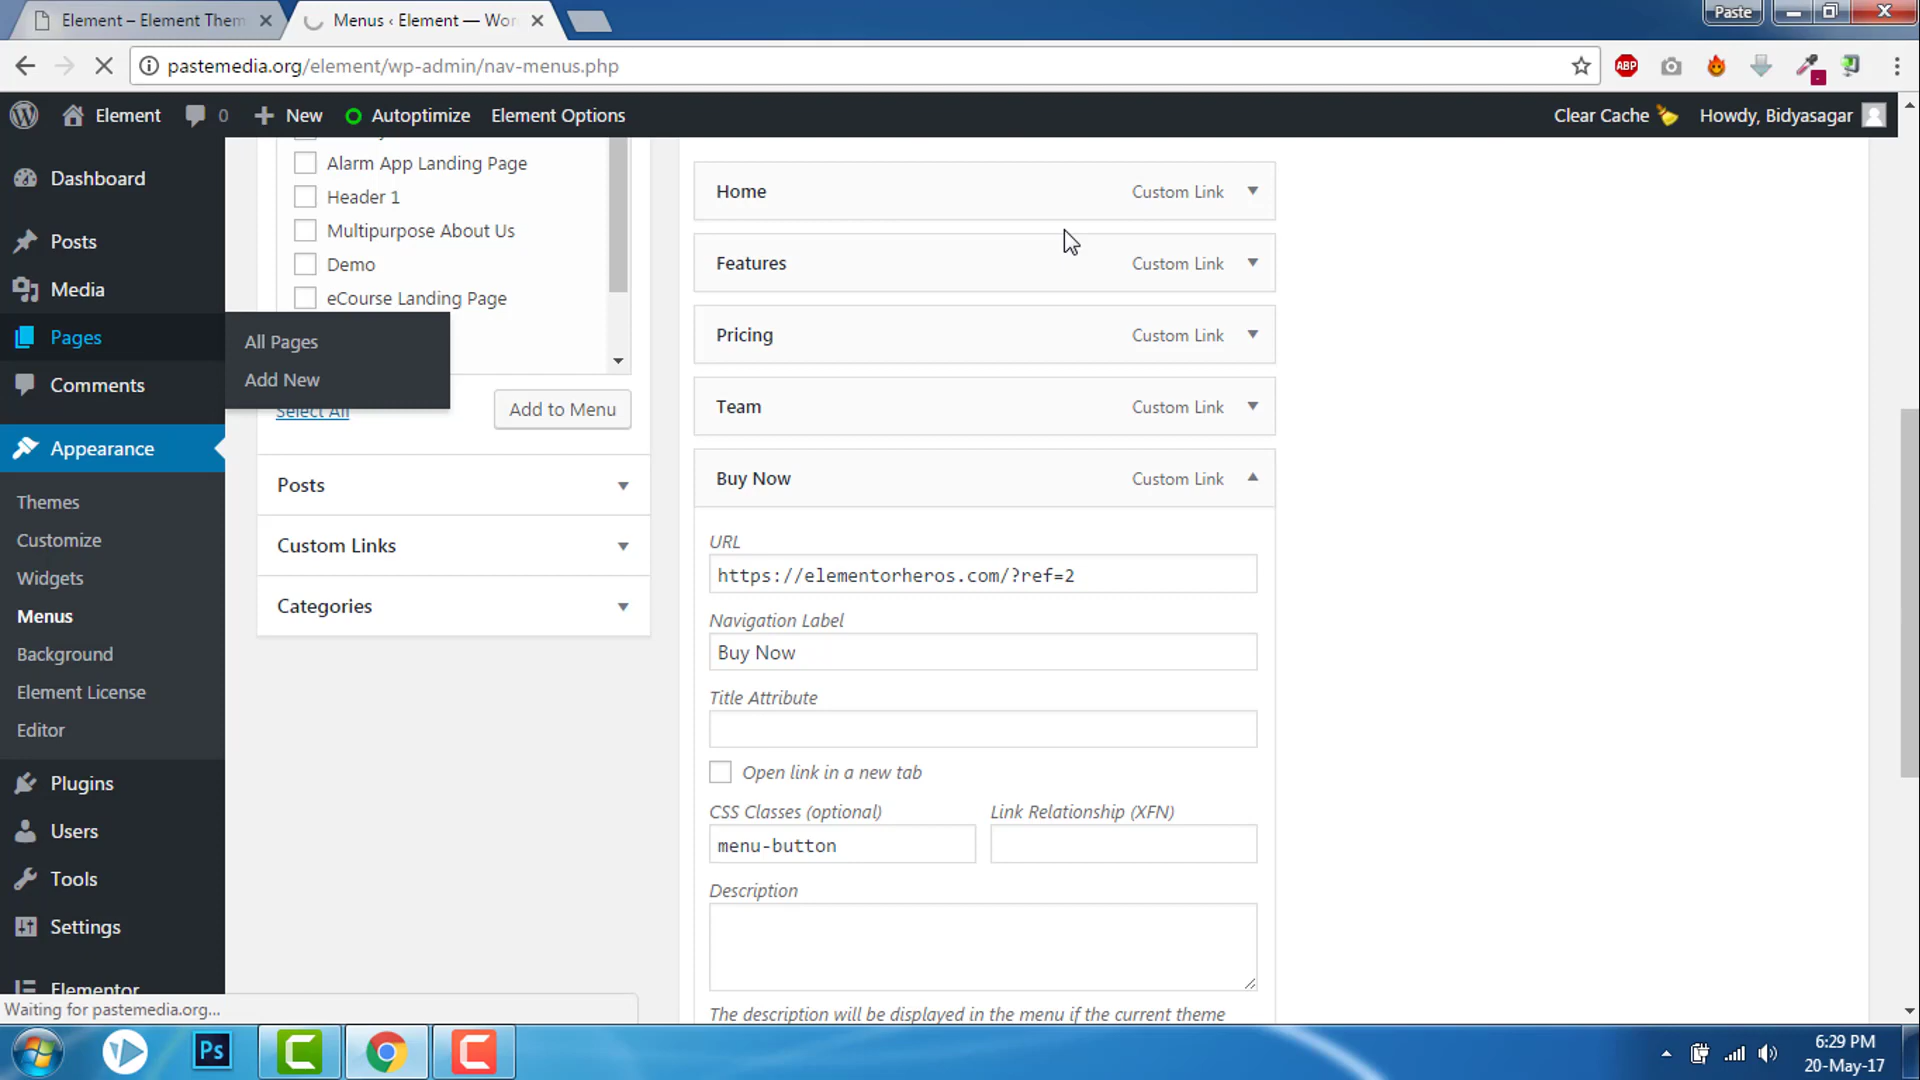 Element – Element Them
Menus ‹ Element — Wor
Paste
pastemedia.org/element/wp-admin/nav-menus.php
ABP
Element
0
New
Autoptimize
Element Options
Clear Cache
Howdy, Bidyasagar
Dashboard
Posts
Media
Pages
All Pages
Add New
Comments
Appearance
Themes
Customize
Widgets
Menus
Background
Element License
Editor
Plugins
Users
Tools
Settings
Elementor
Waiting for pastemedia.org...
Alarm App Landing Page
Header 1
Multipurpose About Us
Demo
eCourse Landing Page
Select All
Add to Menu
Posts
Custom Links
Categories
Home Custom Link
Features Custom Link
Pricing Custom Link
Team Custom Link
Buy Now Custom Link
URL
https://elementorheros.com/?ref=2
Navigation Label
Buy Now
Title Attribute
Open link in a new tab
CSS Classes (optional) Link Relationship (XFN)
menu-button
Description
The description will be displayed in the menu if the current theme
Ps
6:29 PM
20-May-17